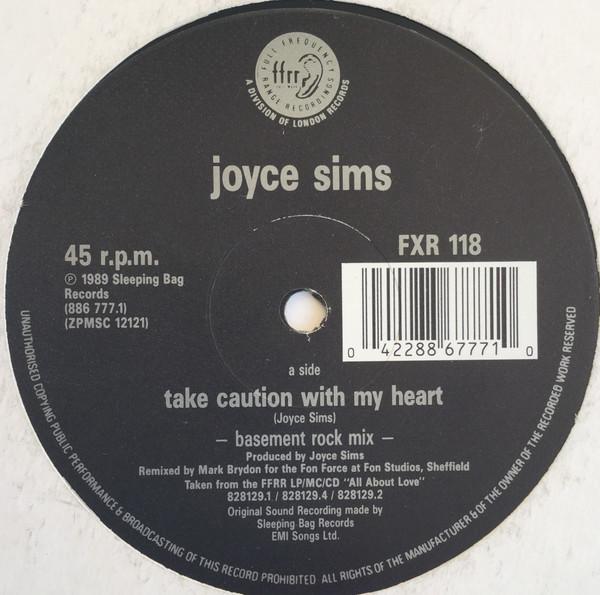 FULL FREQUENCY
ffrr
RANGE RECORDINGS
A DIVISION OF LONDON RECORDS
joyce sims
45 r.p.m.
℗ 1989 Sleeping Bag
Records
(886 777.1)
(ZPMSC 12121)
FXR 118
0 42288 67771 0
a side
take caution with my heart
(Joyce Sims)
– basement rock mix –
Produced by Joyce Sims
Remixed by Mark Brydon for the Fon Force at Fon Studios, Sheffield
Taken from the FFRR LP/MC/CD "All About Love"
828129.1 / 828129.4 / 828129.2
Original Sound Recording made by
Sleeping Bag Records
EMI Songs Ltd.
UNAUTHORISED COPYING PUBLIC PERFORMANCE & BROADCASTING OF THIS RECORD PROHIBITED ALL RIGHTS OF THE MANUFACTURER & OF THE OWNER OF THE RECORDED WORK RESERVED